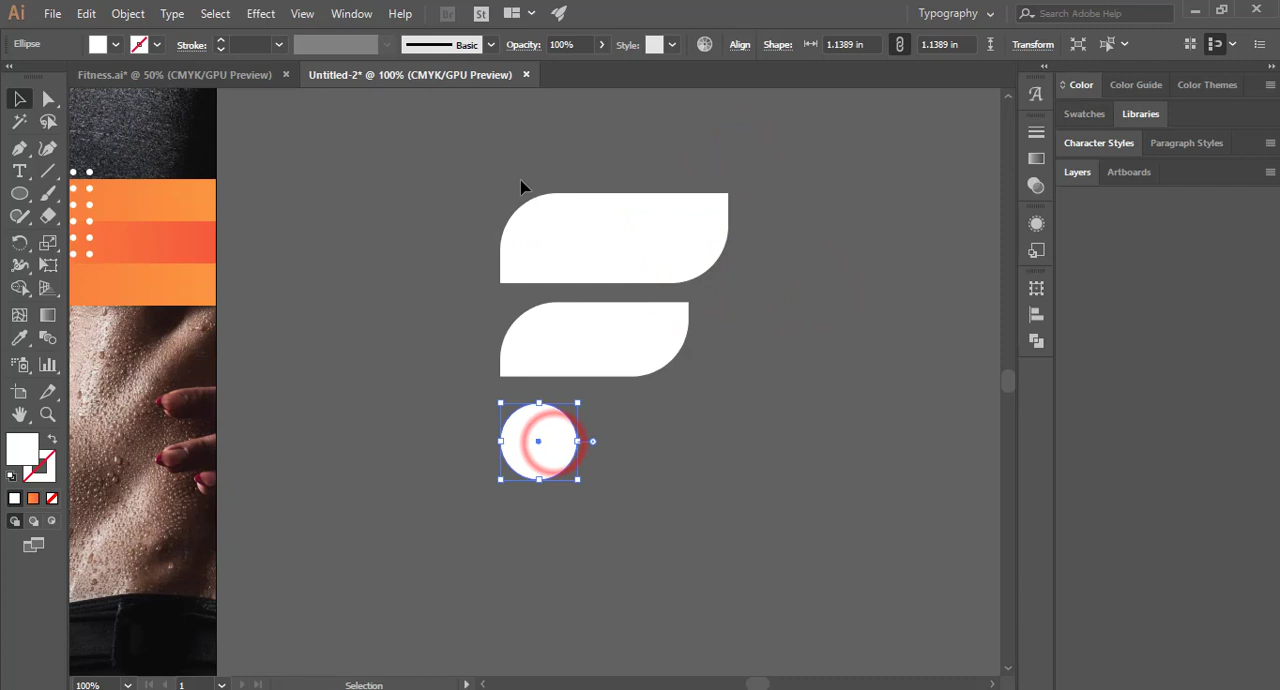 Ai File Edit Object Type Select Effect View Window Help Br St Typography Search Adobe Help
Ellipse Stroke: Basic Opacity: 100% Style: Align Shape: 1.1389 in 1.1389 in Transform
Fitness.ai* @ 50% (CMYK/GPU Preview) × Untitled-2* @ 100% (CMYK/GPU Preview) ×
Color Color Guide Color Themes
Swatches Libraries
Character Styles Paragraph Styles
Layers Artboards
100% 1 Selection